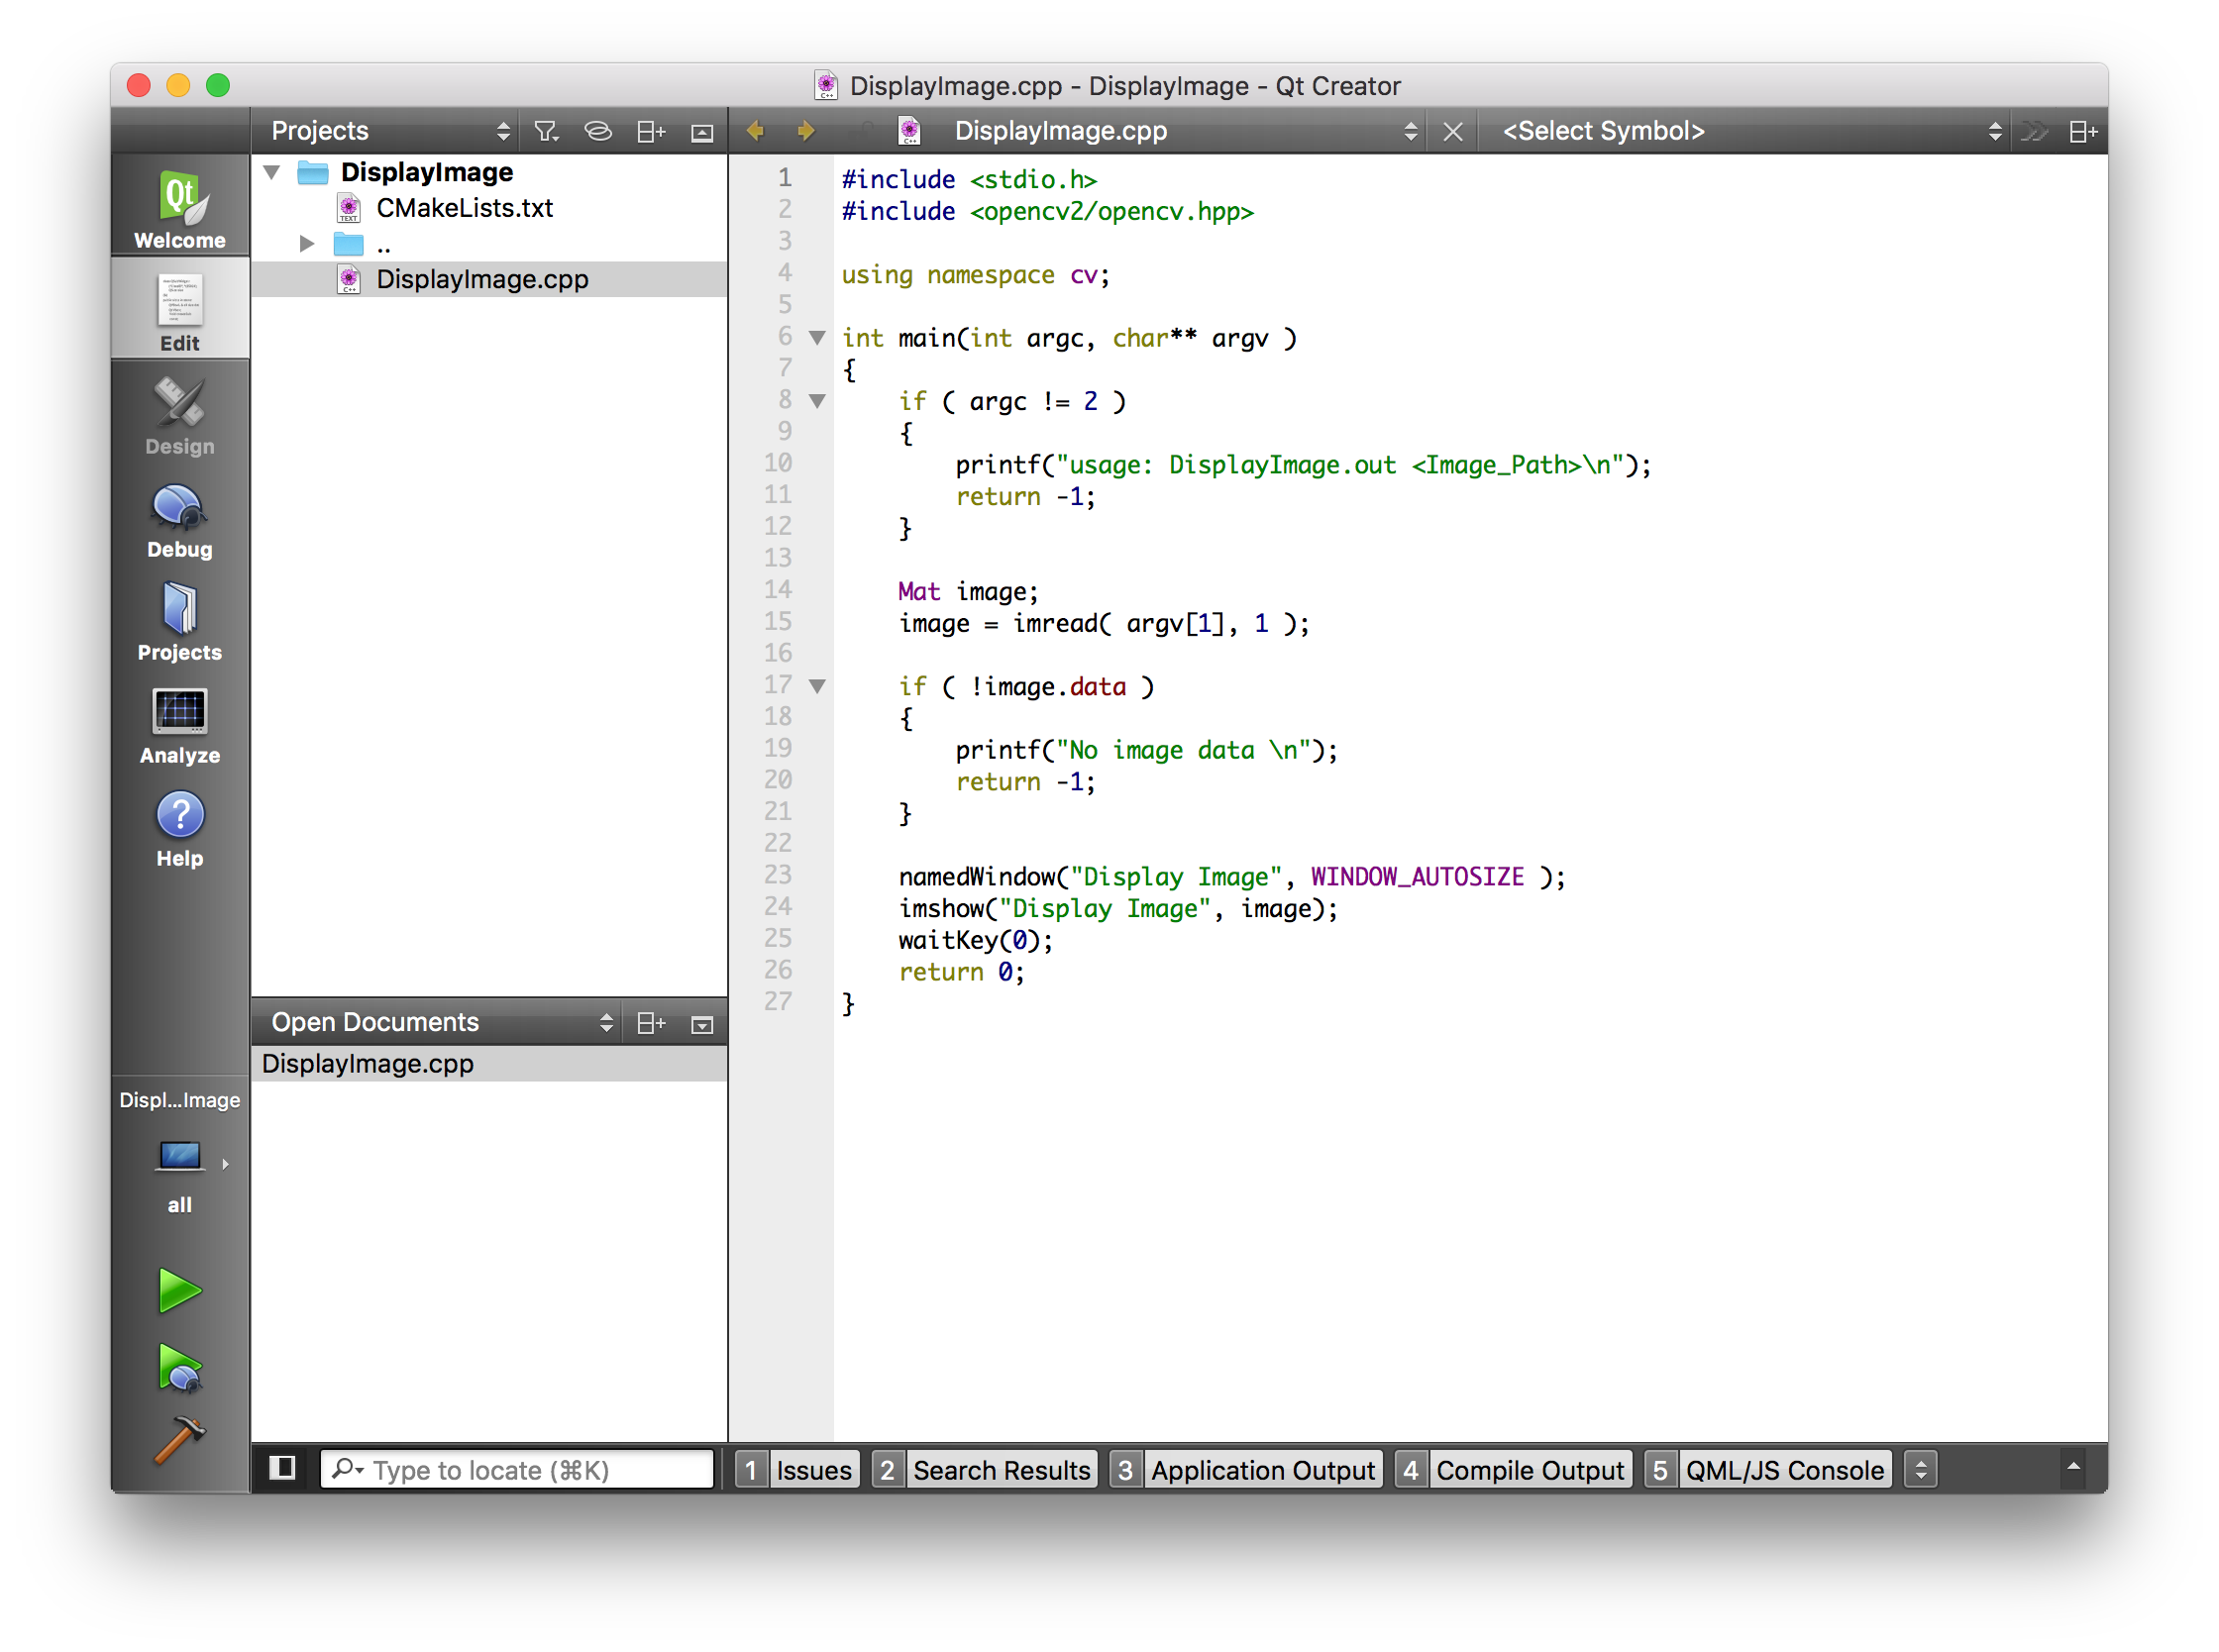 DisplayImage.cpp - DisplayImage - Qt Creator
Projects
DisplayImage.cpp
<Select Symbol>
Qt
Welcome
Edit
Design
Debug
Projects
Analyze
? Help
Displ...Image
all
DisplayImage
CMakeLists.txt
..
DisplayImage.cpp
Open Documents
DisplayImage.cpp
1 #include <stdio.h>
2 #include <opencv2/opencv.hpp>
3
4 using namespace cv;
5
6 int main(int argc, char** argv )
7 {
8     if ( argc != 2 )
9     {
10         printf("usage: DisplayImage.out <Image_Path>\n");
11         return -1;
12     }
13
14     Mat image;
15     image = imread( argv[1], 1 );
16
17     if ( !image.data )
18     {
19         printf("No image data \n");
20         return -1;
21     }
22
23     namedWindow("Display Image", WINDOW_AUTOSIZE );
24     imshow("Display Image", image);
25     waitKey(0);
26     return 0;
27 }
Type to locate (⌘K)
1 Issues 2 Search Results 3 Application Output 4 Compile Output 5 QML/JS Console